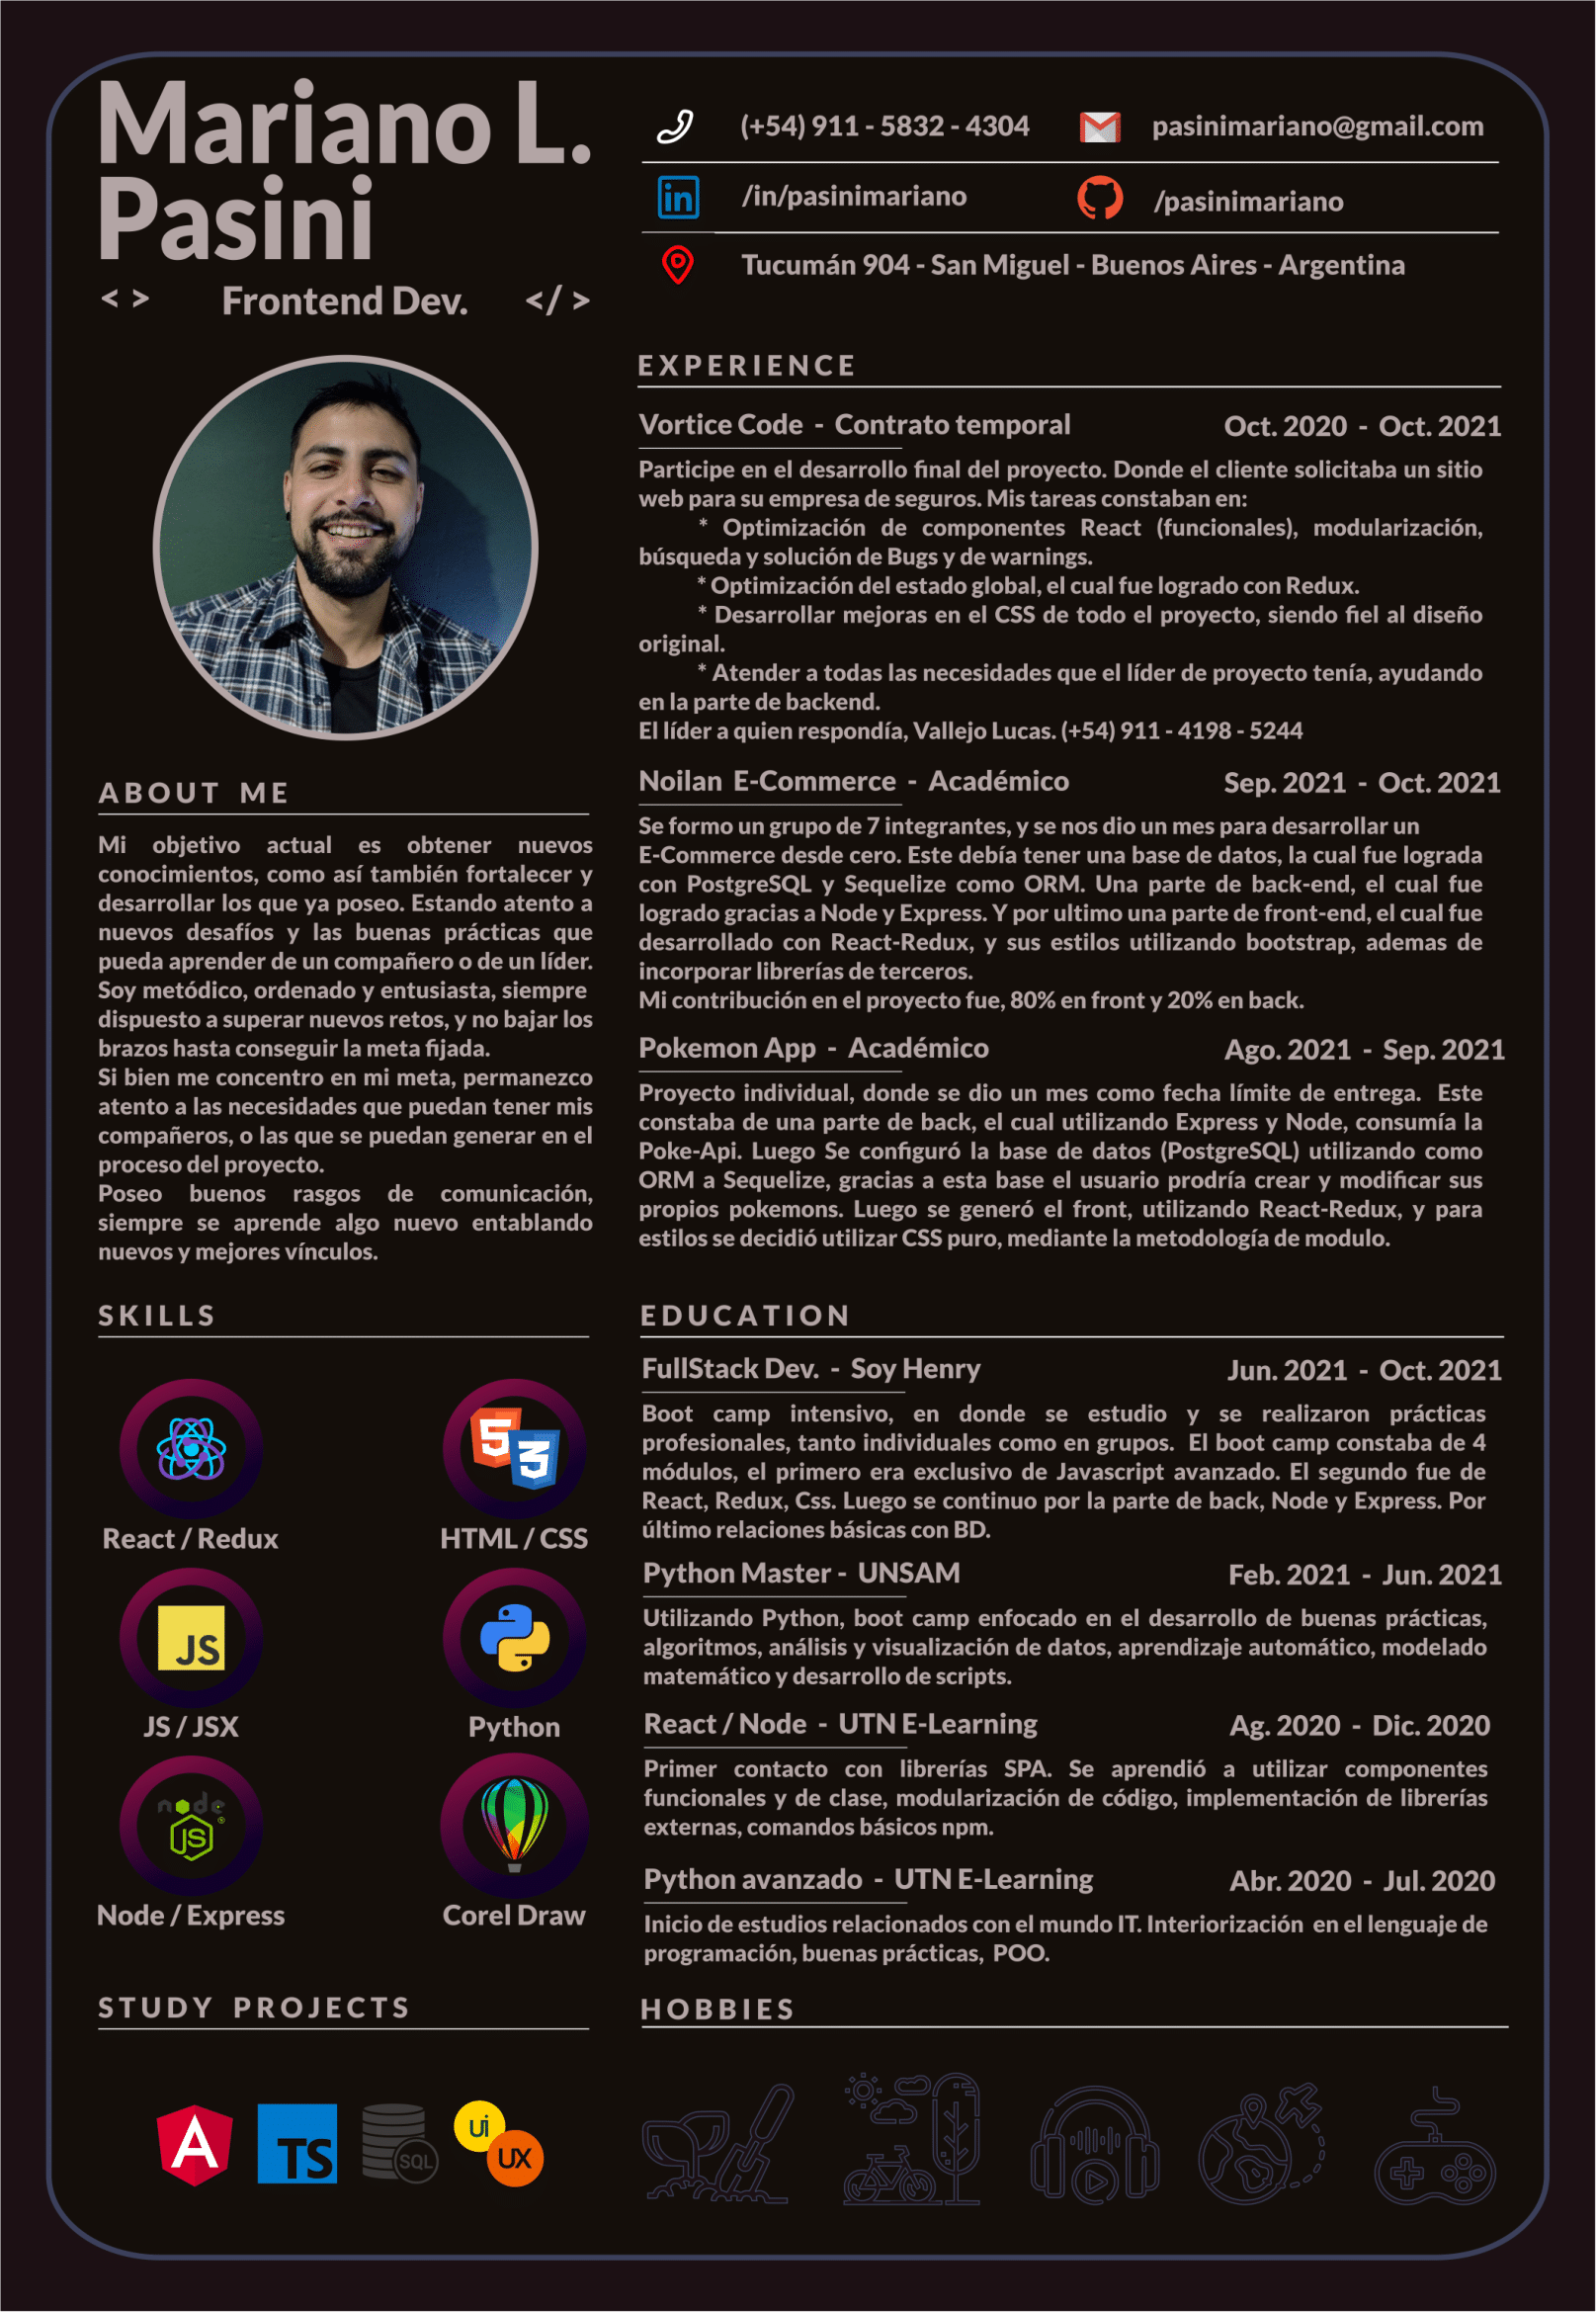 Mariano L.
Pasini
< > Frontend Dev. </ >
(+54) 911 - 5832 - 4304
pasinimariano@gmail.com
/in/pasinimariano
/pasinimariano
Tucumán 904 - San Miguel - Buenos Aires - Argentina
ABOUT ME
Mi objetivo actual es obtener nuevos
conocimientos, como así también fortalecer y
desarrollar los que ya poseo. Estando atento a
nuevos desafíos y las buenas prácticas que
pueda aprender de un compañero o de un líder.
Soy metódico, ordenado y entusiasta, siempre
dispuesto a superar nuevos retos, y no bajar los
brazos hasta conseguir la meta fijada.
Si bien me concentro en mi meta, permanezco
atento a las necesidades que puedan tener mis
compañeros, o las que se puedan generar en el
proceso del proyecto.
Poseo buenos rasgos de comunicación,
siempre se aprende algo nuevo entablando
nuevos y mejores vínculos.
SKILLS
React / Redux
5
3
HTML / CSS
JS
JS / JSX
Python
node
JS
Node / Express
Corel Draw
STUDY PROJECTS
A
TS
SQL
Ui
UX
EXPERIENCE
Vortice Code - Contrato temporal Oct. 2020 - Oct. 2021
Participe en el desarrollo final del proyecto. Donde el cliente solicitaba un sitio
web para su empresa de seguros. Mis tareas constaban en:
* Optimización de componentes React (funcionales), modularización,
búsqueda y solución de Bugs y de warnings.
* Optimización del estado global, el cual fue logrado con Redux.
* Desarrollar mejoras en el CSS de todo el proyecto, siendo fiel al diseño
original.
* Atender a todas las necesidades que el líder de proyecto tenía, ayudando
en la parte de backend.
El líder a quien respondía, Vallejo Lucas. (+54) 911 - 4198 - 5244
Noilan E-Commerce - Académico Sep. 2021 - Oct. 2021
Se formo un grupo de 7 integrantes, y se nos dio un mes para desarrollar un
E-Commerce desde cero. Este debía tener una base de datos, la cual fue lograda
con PostgreSQL y Sequelize como ORM. Una parte de back-end, el cual fue
logrado gracias a Node y Express. Y por ultimo una parte de front-end, el cual fue
desarrollado con React-Redux, y sus estilos utilizando bootstrap, ademas de
incorporar librerías de terceros.
Mi contribución en el proyecto fue, 80% en front y 20% en back.
Pokemon App - Académico Ago. 2021 - Sep. 2021
Proyecto individual, donde se dio un mes como fecha límite de entrega. Este
constaba de una parte de back, el cual utilizando Express y Node, consumía la
Poke-Api. Luego Se configuró la base de datos (PostgreSQL) utilizando como
ORM a Sequelize, gracias a esta base el usuario prodría crear y modificar sus
propios pokemons. Luego se generó el front, utilizando React-Redux, y para
estilos se decidió utilizar CSS puro, mediante la metodología de modulo.
EDUCATION
FullStack Dev. - Soy Henry Jun. 2021 - Oct. 2021
Boot camp intensivo, en donde se estudio y se realizaron prácticas
profesionales, tanto individuales como en grupos. El boot camp constaba de 4
módulos, el primero era exclusivo de Javascript avanzado. El segundo fue de
React, Redux, Css. Luego se continuo por la parte de back, Node y Express. Por
último relaciones básicas con BD.
Python Master - UNSAM Feb. 2021 - Jun. 2021
Utilizando Python, boot camp enfocado en el desarrollo de buenas prácticas,
algoritmos, análisis y visualización de datos, aprendizaje automático, modelado
matemático y desarrollo de scripts.
React / Node - UTN E-Learning Ag. 2020 - Dic. 2020
Primer contacto con librerías SPA. Se aprendió a utilizar componentes
funcionales y de clase, modularización de código, implementación de librerías
externas, comandos básicos npm.
Python avanzado - UTN E-Learning Abr. 2020 - Jul. 2020
Inicio de estudios relacionados con el mundo IT. Interiorización en el lenguaje de
programación, buenas prácticas, POO.
HOBBIES